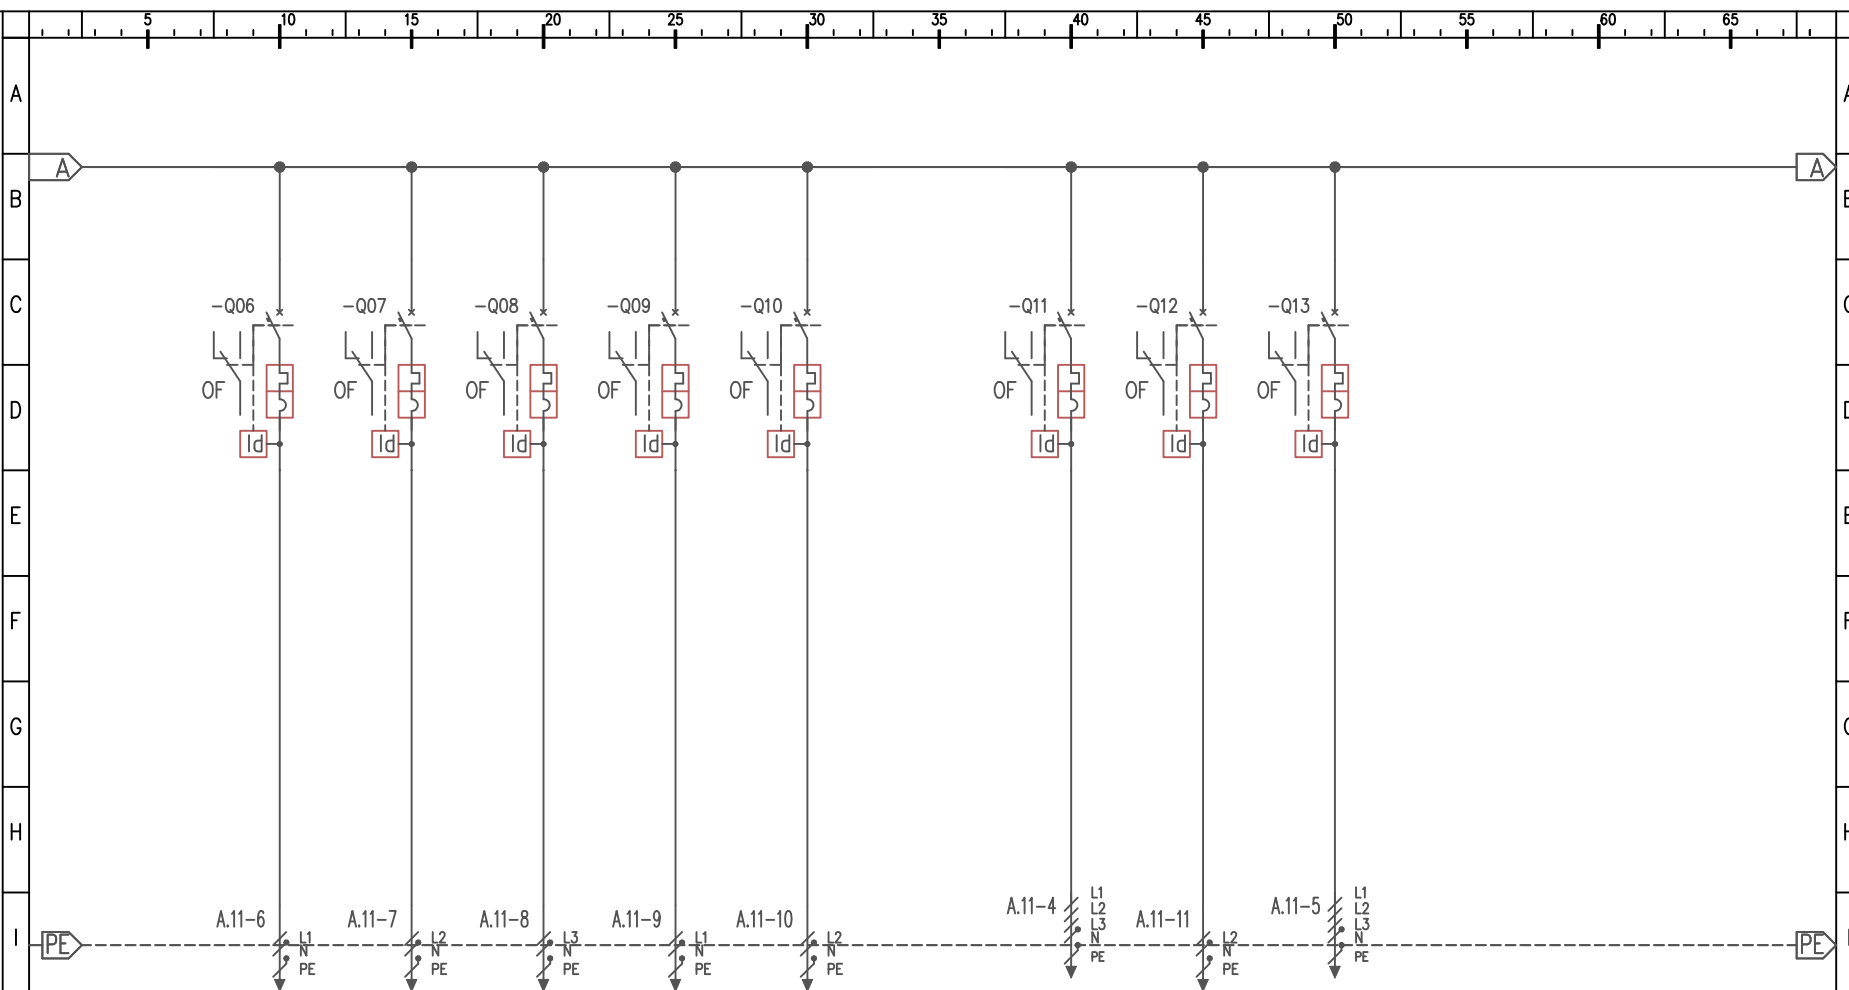 5 10 15 20 25 30 35 40 45 50 55 60 65
A
A A
B
C -Q06 -Q07 -Q08 -Q09 -Q10 -Q11 -Q12 -Q13
OF OF OF OF OF OF OF OF
D
Id Id Id Id Id Id Id Id
E
F
G
H
L1 L1
A.11-4 L2 A.11-5 L2
A.11-6 A.11-7 A.11-8 A.11-9 A.11-10 L3 A.11-11 L3
I L1 L2 L3 L1 L2 N L2 N
PE N N N N N N PE
PE PE PE PE PE PE PE PE